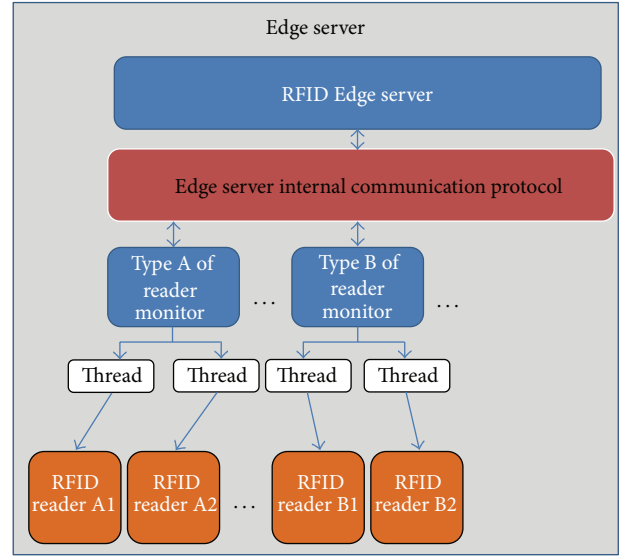 Edge server
RFID Edge server
Edge server internal communication protocol
Type A of
reader
monitor
...
Type B of
reader
monitor
...
Thread
Thread
Thread
Thread
RFID
reader A1
RFID
reader A2
...
RFID
reader B1
RFID
reader B2